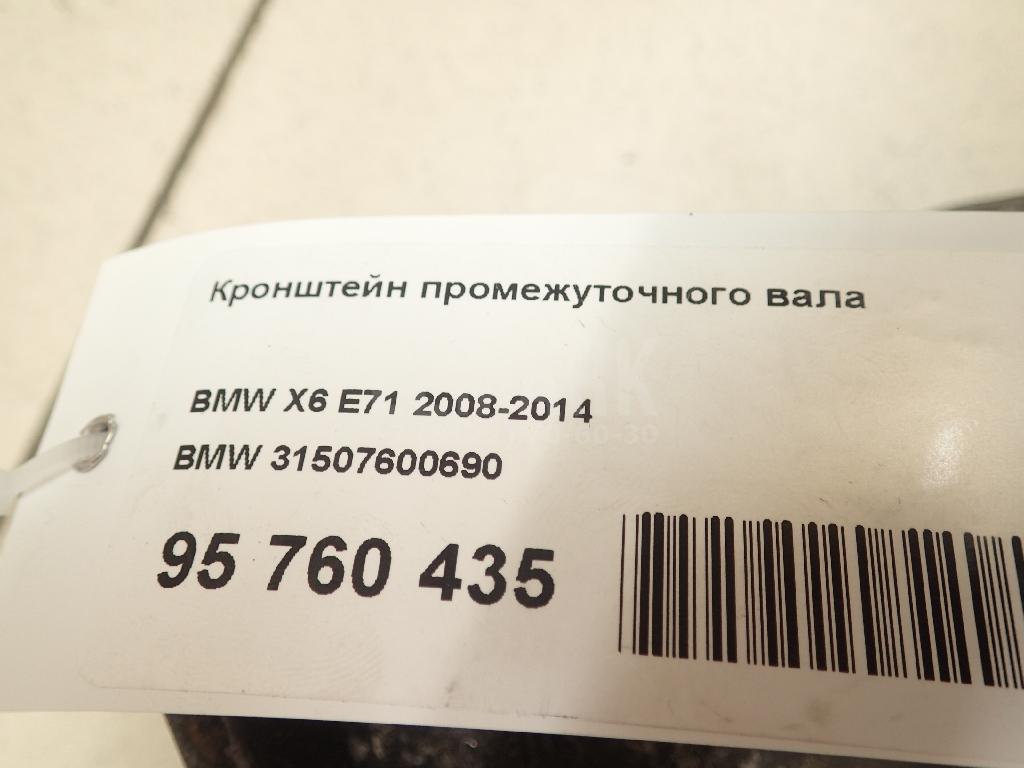 Кронштейн промежуточного вала
BMW X6 E71 2008-2014
BMW 31507600690
95 760 435